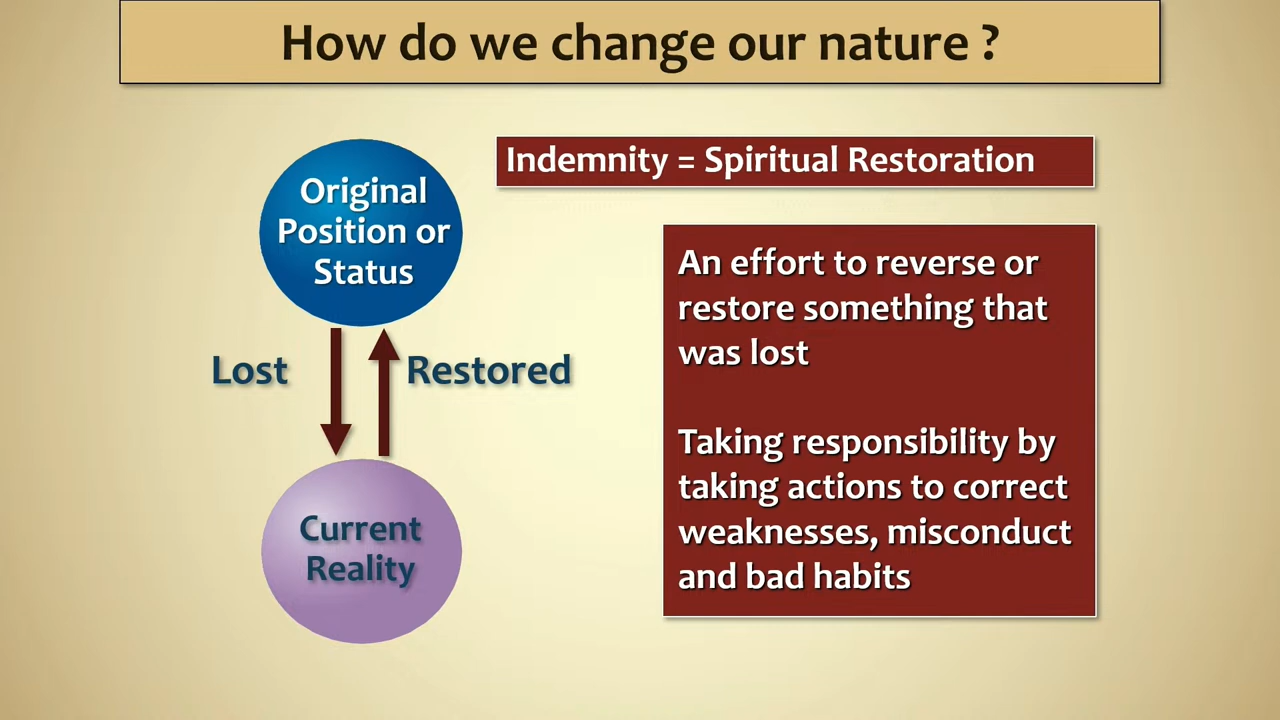 How do we change our nature ?
Indemnity = Spiritual Restoration
Original
Position or
Status
Lost
Restored
Current
Reality
An effort to reverse or
restore something that
was lost
Taking responsibility by
taking actions to correct
weaknesses, misconduct
and bad habits